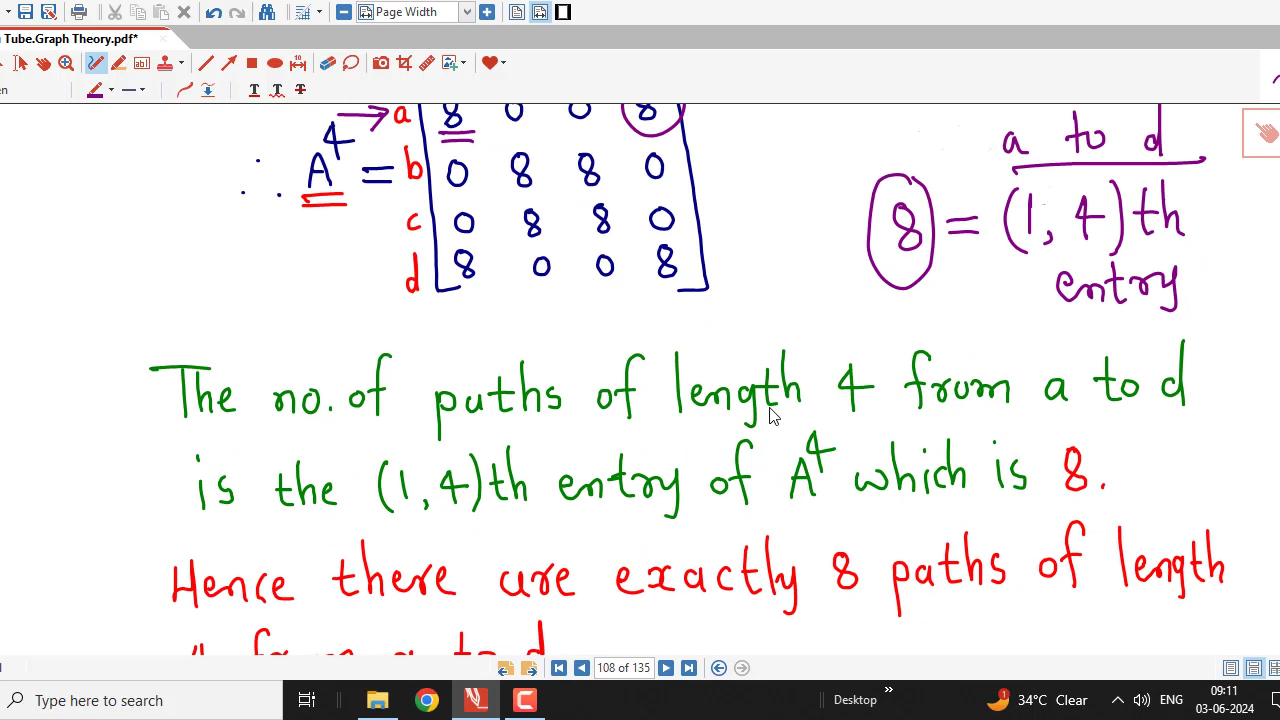 Page Width
Tube.Graph Theory.pdf*
a 8 0 0 8
∴ A⁴ = b 0 8 8 0
c 0 8 8 0
d 8 0 0 8
a to d
8 = (1, 4)th
entry
The no. of paths of length 4 from a to d
is the (1, 4)th entry of A⁴ which is 8.
Hence there are exactly 8 paths of length
4 from a to d
108 of 135
Type here to search
Desktop
34°C Clear
ENG
09:11
03-06-2024